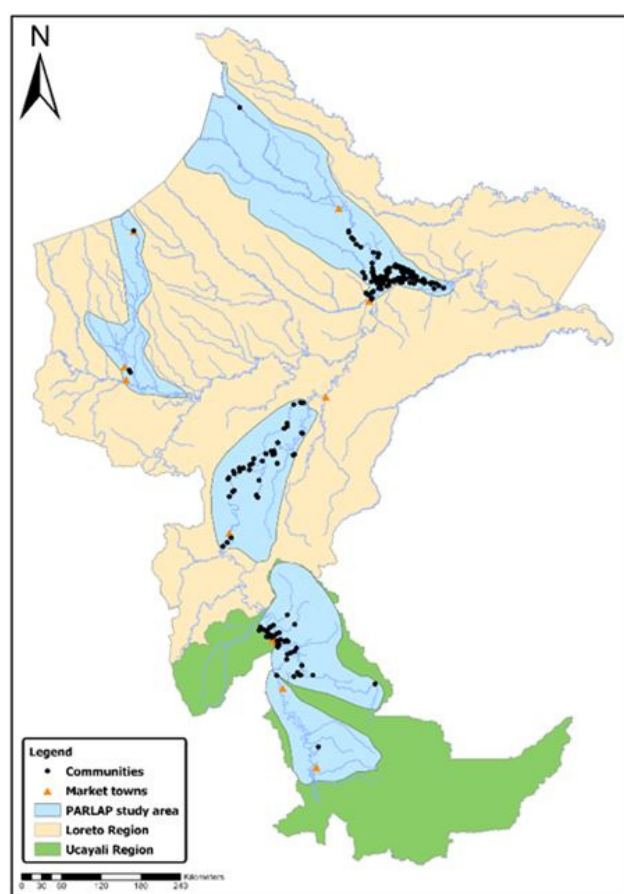 N
Legend
Communities
Market towns
PARLAP study area
Loreto Region
Ucayali Region
0 30 60 120 180 240
Kilometers